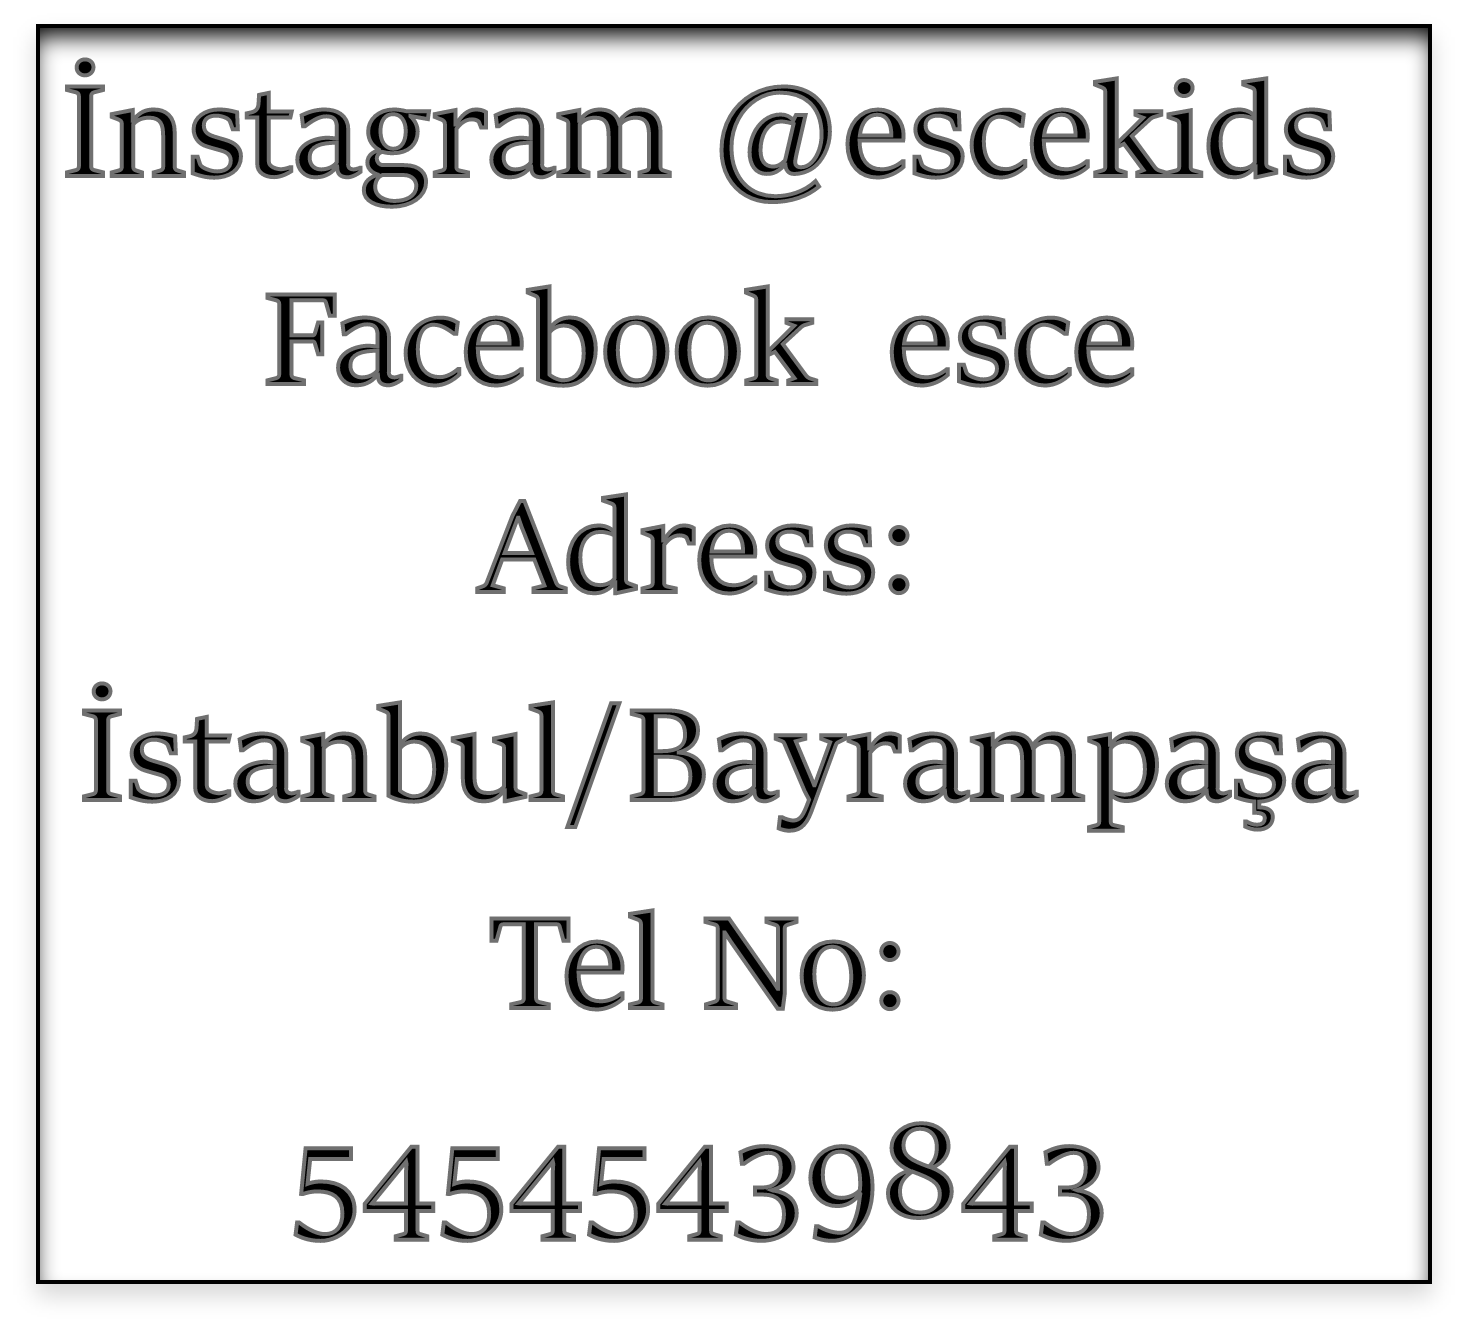 İnstagram @escekids
Facebook esce
Adress:
İstanbul/Bayrampaşa
Tel No:
54545439843